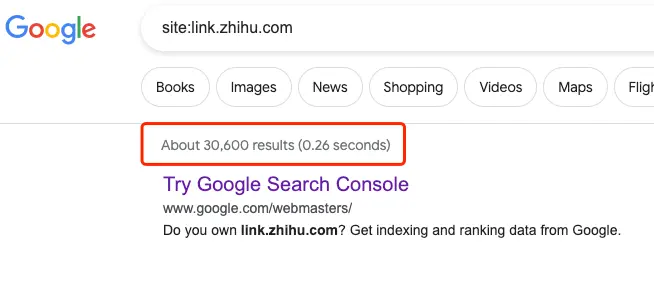 Google
site:link.zhihu.com
Books Images News Shopping Videos Maps
About 30,600 results (0.26 seconds)
Try Google Search Console
www.google.com/webmasters/
Do you own link.zhihu.com? Get indexing and ranking data from Google.